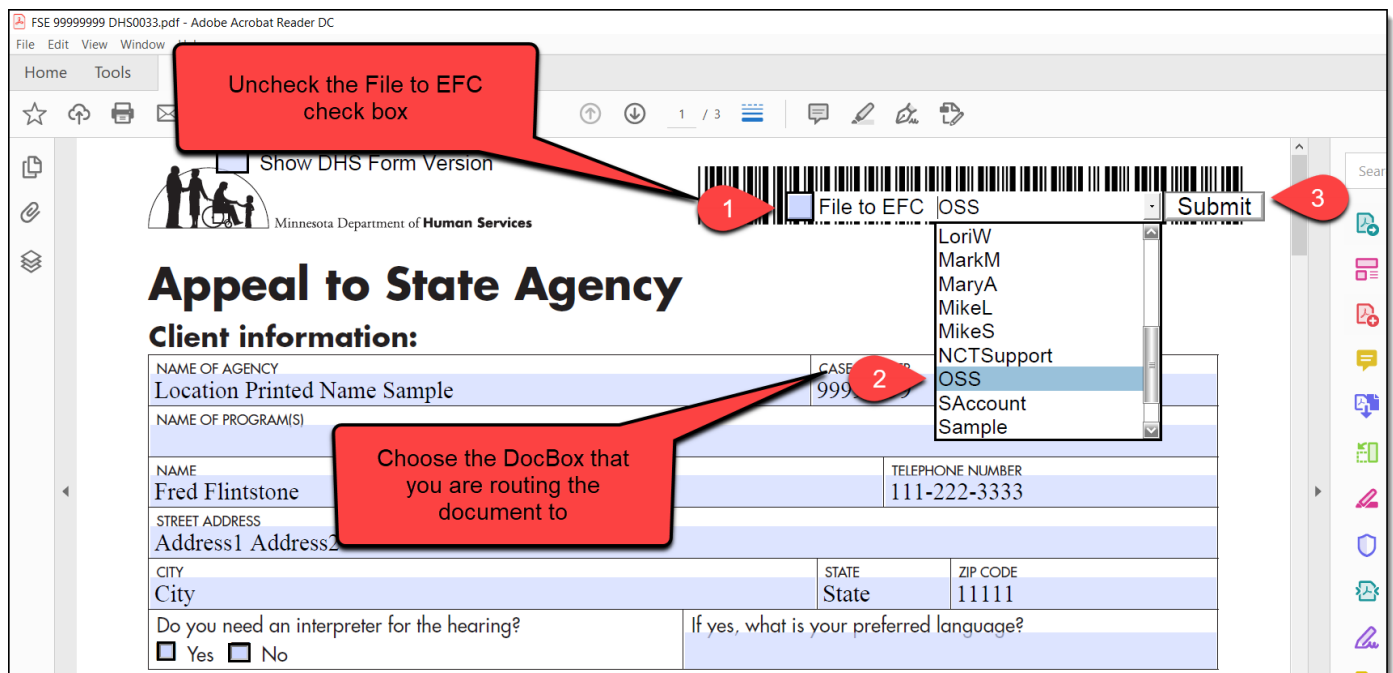 FSE 99999999 DHS0033.pdf - Adobe Acrobat Reader DC
File Edit View Window
Home Tools
Uncheck the File to EFC
check box
1 / 3
Show DHS Form Version
Minnesota Department of Human Services
1
File to EFC OSS Submit
3
LoriW
MarkM
MaryA
MikeL
MikeS
NCTSupport
OSS
SAccount
Sample
2
Appeal to State Agency
Client information:
NAME OF AGENCY
Location Printed Name Sample
NAME OF PROGRAM(S)
Choose the DocBox that
you are routing the
document to
NAME
Fred Flintstone
TELEPHONE NUMBER
111-222-3333
STREET ADDRESS
Address1 Address2
CITY
City
STATE
State
ZIP CODE
11111
Do you need an interpreter for the hearing?
Yes No
If yes, what is your preferred language?